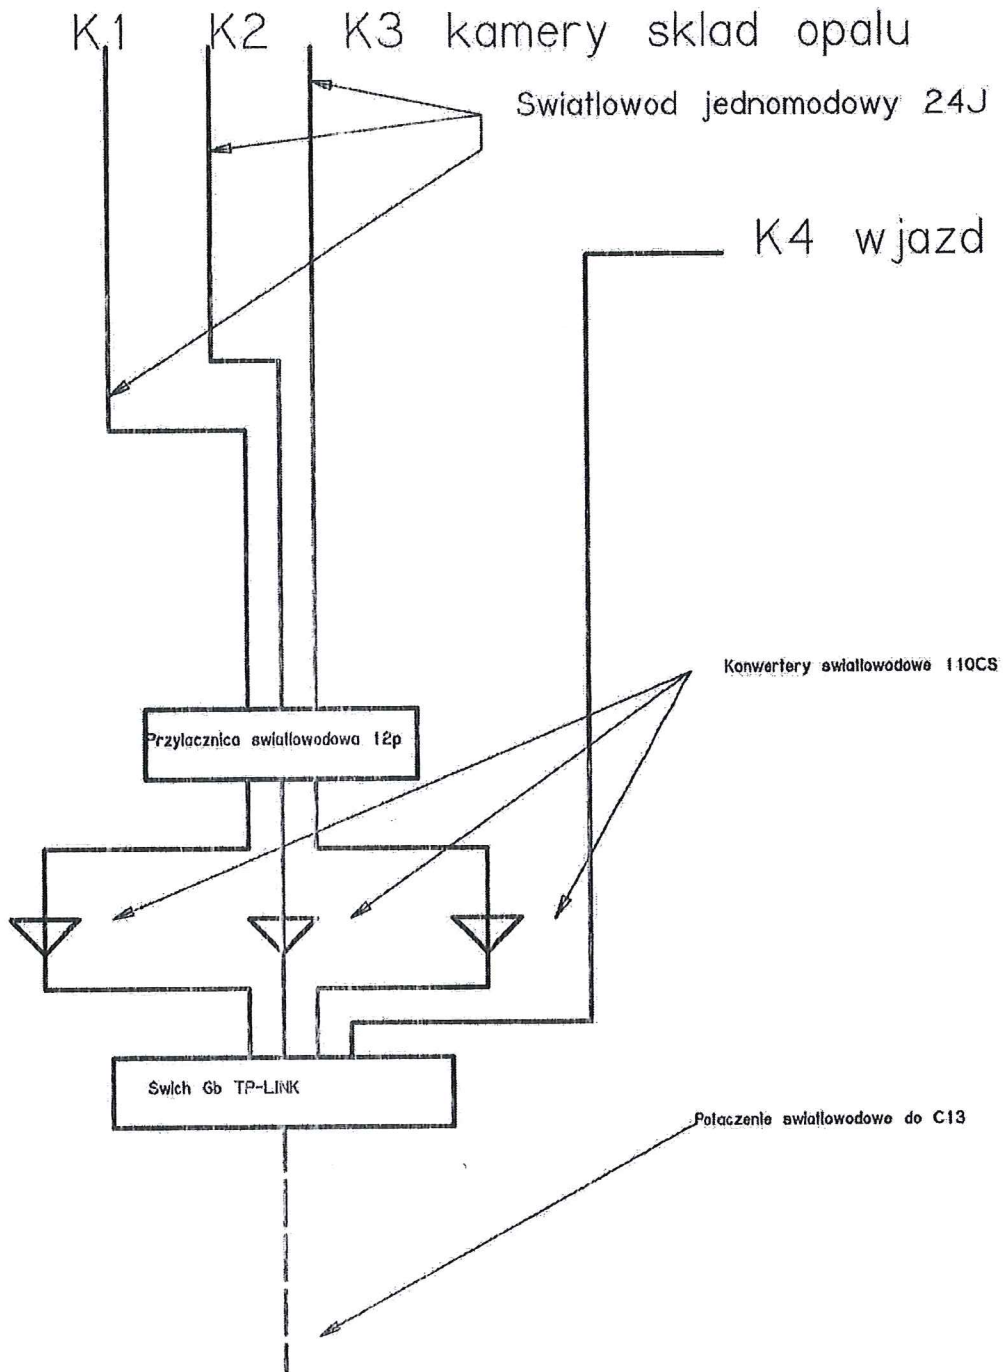 K1 K2 K3 kamery sklad opalu
Swiatlowod jednomodowy 24J
K4 wjazd
Konwertery swiatlowodowe 110CS
Przylacznica swiatlowodowa 12p
Swich Gb TP-LINK
Polaczenie swiatlowodowe do C13